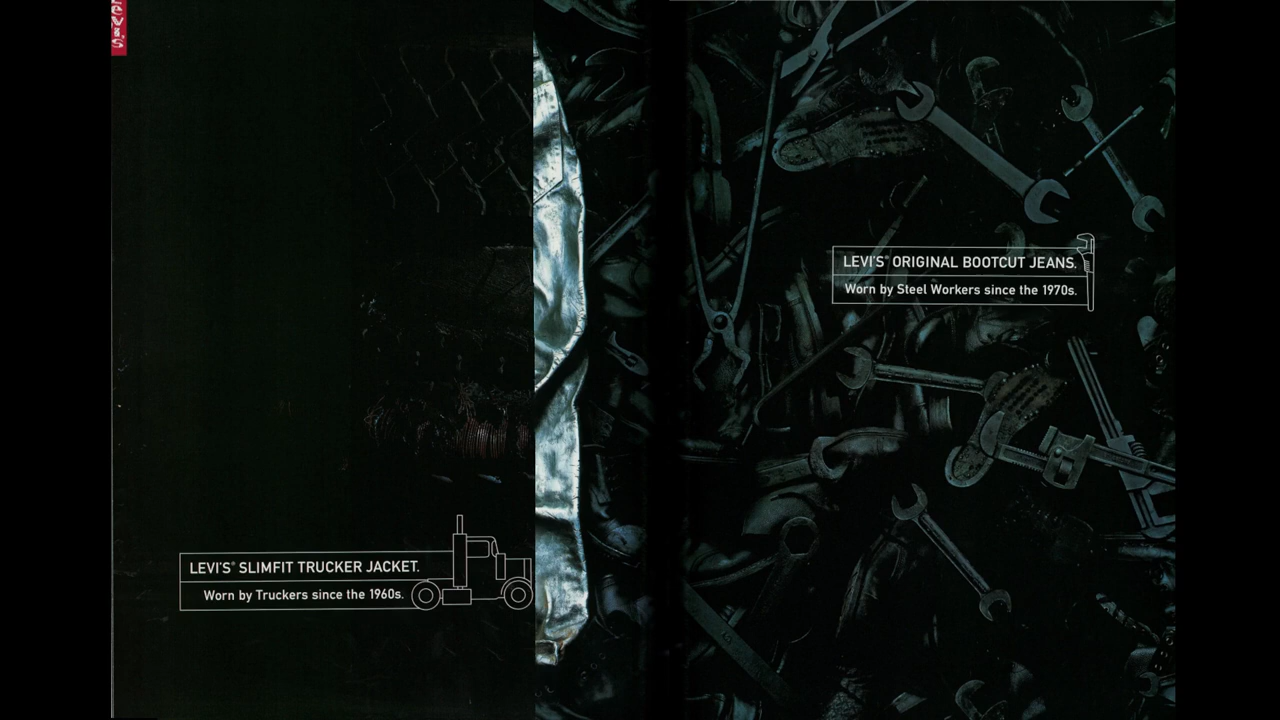 LEVI'S
LEVI'S® SLIMFIT TRUCKER JACKET.
Worn by Truckers since the 1960s.
LEVI'S® ORIGINAL BOOTCUT JEANS.
Worn by Steel Workers since the 1970s.